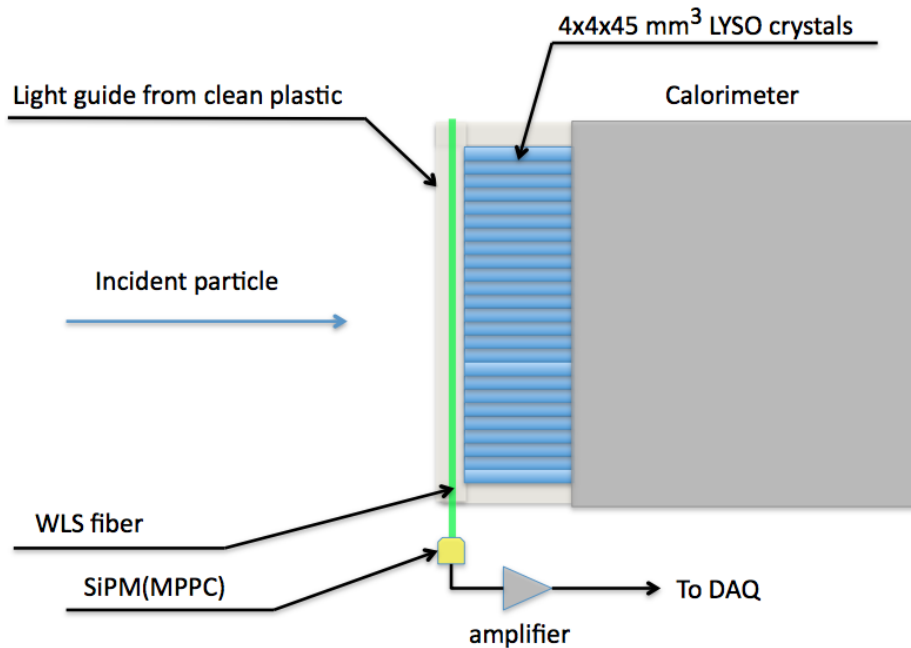 4x4x45 mm³ LYSO crystals
Light guide from clean plastic
Calorimeter
Incident particle
WLS fiber
SiPM(MPPC)
To DAQ
amplifier